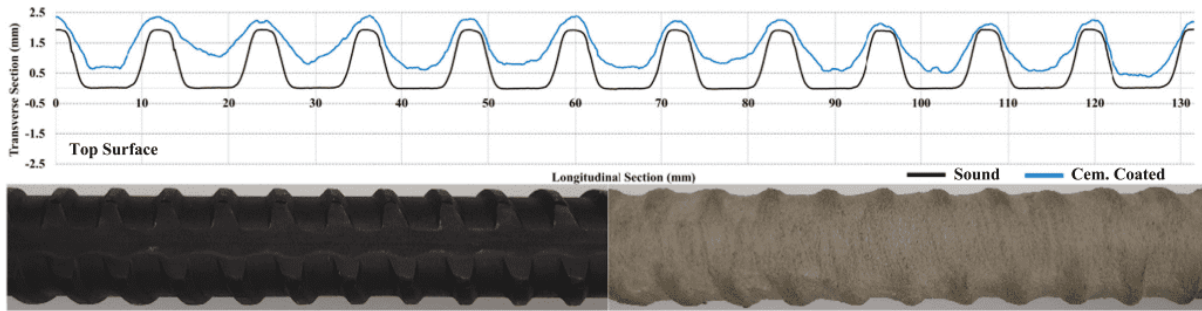 Transverse Section (mm)
2.5
1.5
0.5
-0.5
-1.5
-2.5
0 10 20 30 40 50 60 70 80 90 100 110 120 130
Top Surface
Longitudinal Section (mm)
Sound Cem. Coated